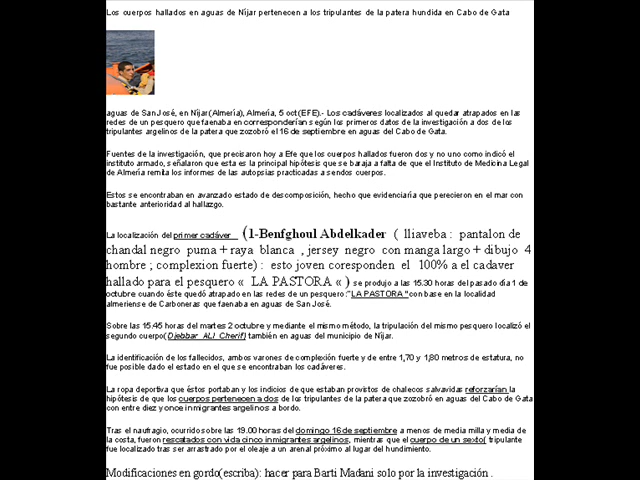 Los cuerpos hallados en aguas de Níjar pertenecen a los tripulantes de la patera hundida en Cabo de Gata
aguas de San José, en Níjar(Almería), Almería, 5 oct(EFE).- Los cadáveres localizados al quedar atrapados en las
redes de un pesquero que faenaba en corresponderían según los primeros datos de la investigación a dos de los
tripulantes argelinos de la patera que zozobró el 16 de septiembre en aguas del Cabo de Gata.
Fuentes de la investigación, que precisaron hoy a Efe que los cuerpos hallados fueron dos y no uno como indicó el
instituto armado, señalaron que esta es la principal hipótesis que se baraja a falta de que el Instituto de Medicina Legal
de Almería remita los informes de las autopsias practicadas a sendos cuerpos.
Estos se encontraban en avanzado estado de descomposición, hecho que evidenciaría que perecieron en el mar con
bastante anterioridad al hallazgo.
La localización del primer cadáver (1-Benfghoul Abdelkader ( lliaveba : pantalon de
chandal negro puma + raya blanca , jersey negro con manga largo + dibujo 4
hombre ; complexion fuerte) : esto joven coresponden el 100% a el cadaver
hallado para el pesquero « LA PASTORA « ) se produjo a las 15.30 horas del pasado día 1 de
octubre cuando éste quedó atrapado en las redes de un pesquero :"LA PASTORA " con base en la localidad
almeriense de Carboneras que faenaba en aguas de San José.
Sobre las 15.45 horas del martes 2 octubre y mediante el mismo método, la tripulación del mismo pesquero localizó el
segundo cuerpo( Djebbar ALI Cherif) también en aguas del municipio de Níjar.
La identificación de los fallecidos, ambos varones de complexión fuerte y de entre 1,70 y 1,80 metros de estatura, no
fue posible dado el estado en el que se encontraban los cadáveres.
La ropa deportiva que éstos portaban y los indicios de que estaban provistos de chalecos salvavidas reforzarían la
hipótesis de que los cuerpos pertenecen a dos de los tripulantes de la patera que zozobró en aguas del Cabo de Gata
con entre diez y once inmigrantes argelinos a bordo.
Tras el naufragio, ocurrido sobre las 19.00 horas del domingo 16 de septiembre a menos de media milla y media de
la costa, fueron rescatados con vida cinco inmigrantes argelinos, mientras que el cuerpo de un sexto( tripulante
fue localizado tras ser arrastrado por el oleaje a un arenal próximo al lugar del hundimiento.
Modificaciones en gordo(escriba): hacer para Barti Madani solo por la investigación .